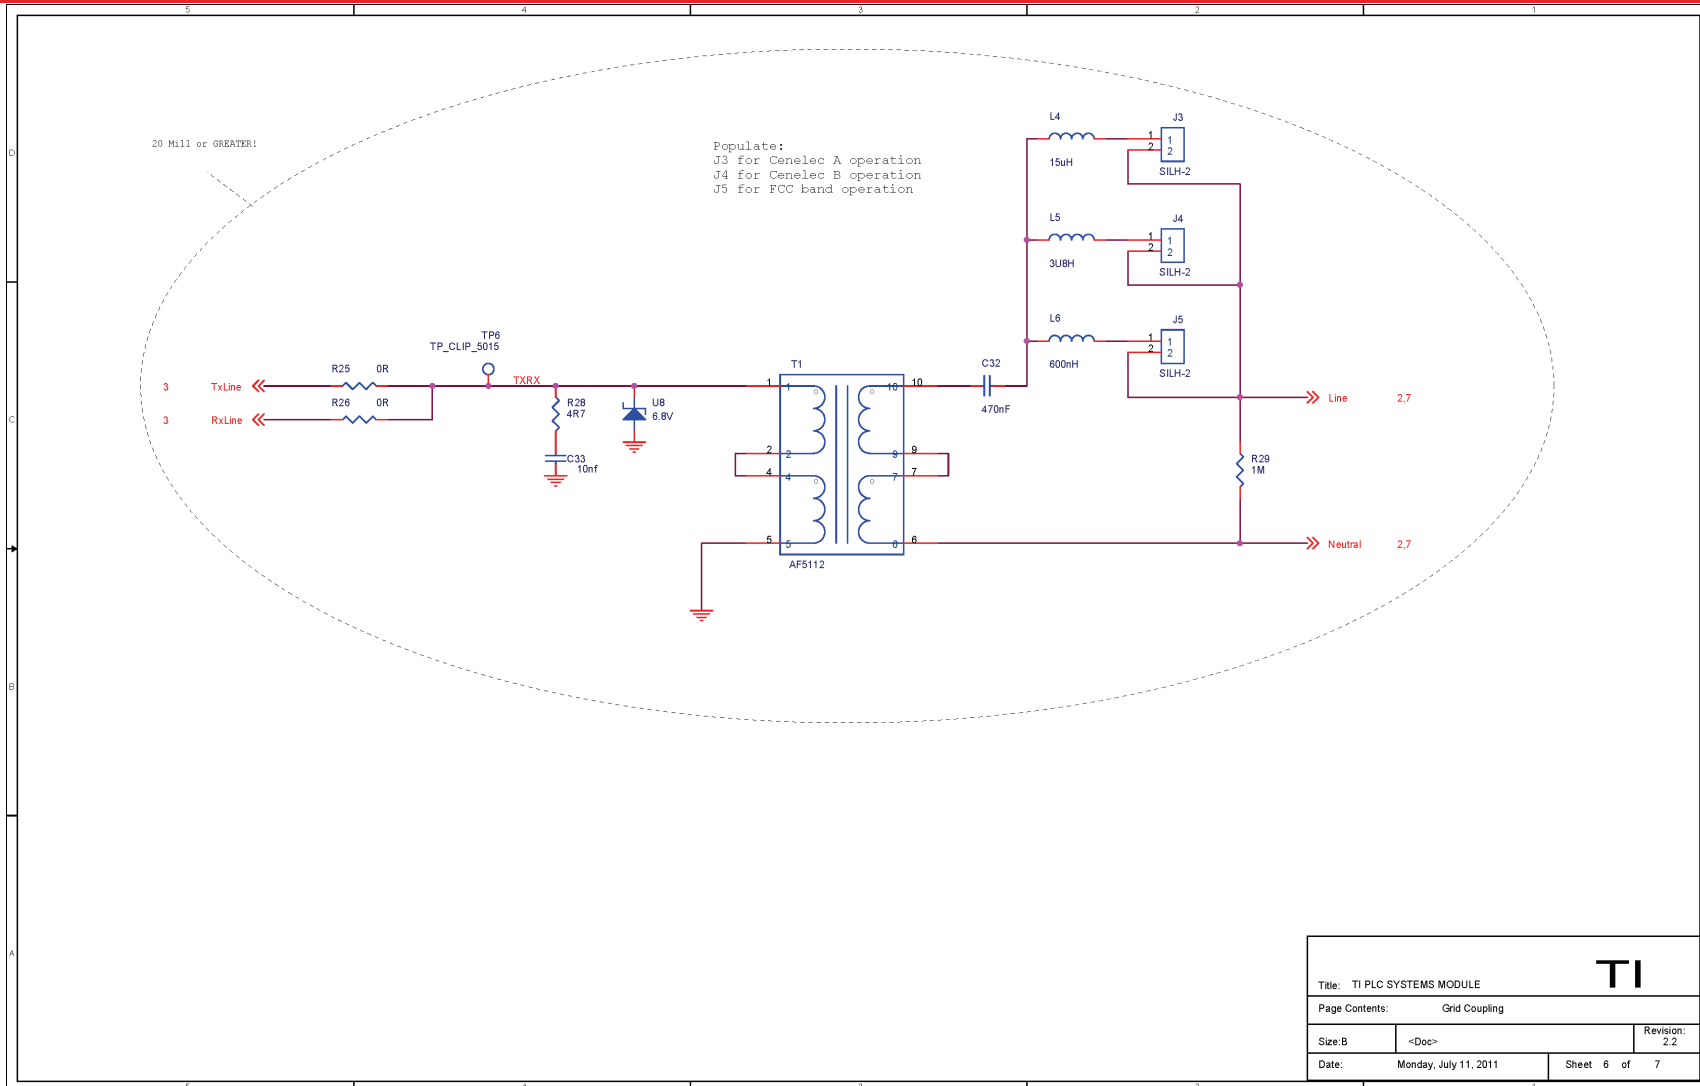 5 4 3 2 1
D
C
B
A
20 Mill or GREATER!
Populate:
J3 for Cenelec A operation
J4 for Cenelec B operation
J5 for FCC band operation
L4
15uH
J3
1 1
2 2
SILH-2
L5
3U8H
J4
1 1
2 2
SILH-2
L6
600nH
J5
1 1
2 2
SILH-2
TP6
TP_CLIP_5015
R25 0R
3 TxLine
R26 0R
3 RxLine
TXRX
R28
4R7
C33
10nf
U8
6.8V
T1
1 1 10 10
2 2 9 9
4 4 7 7
5 5 6 6
AF5112
C32
470nF
Line 2,7
R29
1M
Neutral 2,7
TI
Title: TI PLC SYSTEMS MODULE
Page Contents: Grid Coupling
Size:B <Doc> Revision:
2.2
Date: Monday, July 11, 2011 Sheet 6 of 7